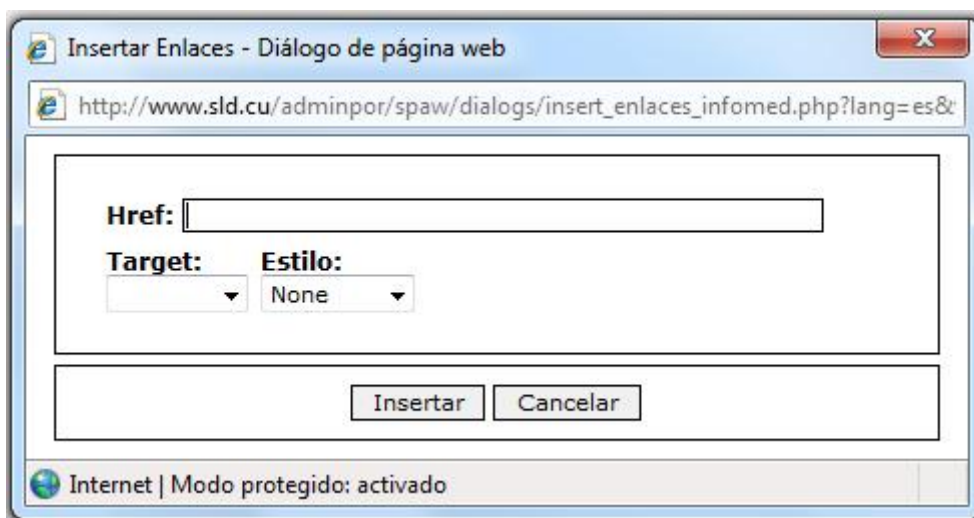 Insertar Enlaces - Diálogo de página web
http://www.sld.cu/adminpor/spaw/dialogs/insert_enlaces_infomed.php?lang=es&
Href:
Target: Estilo:
None
Insertar Cancelar
Internet | Modo protegido: activado